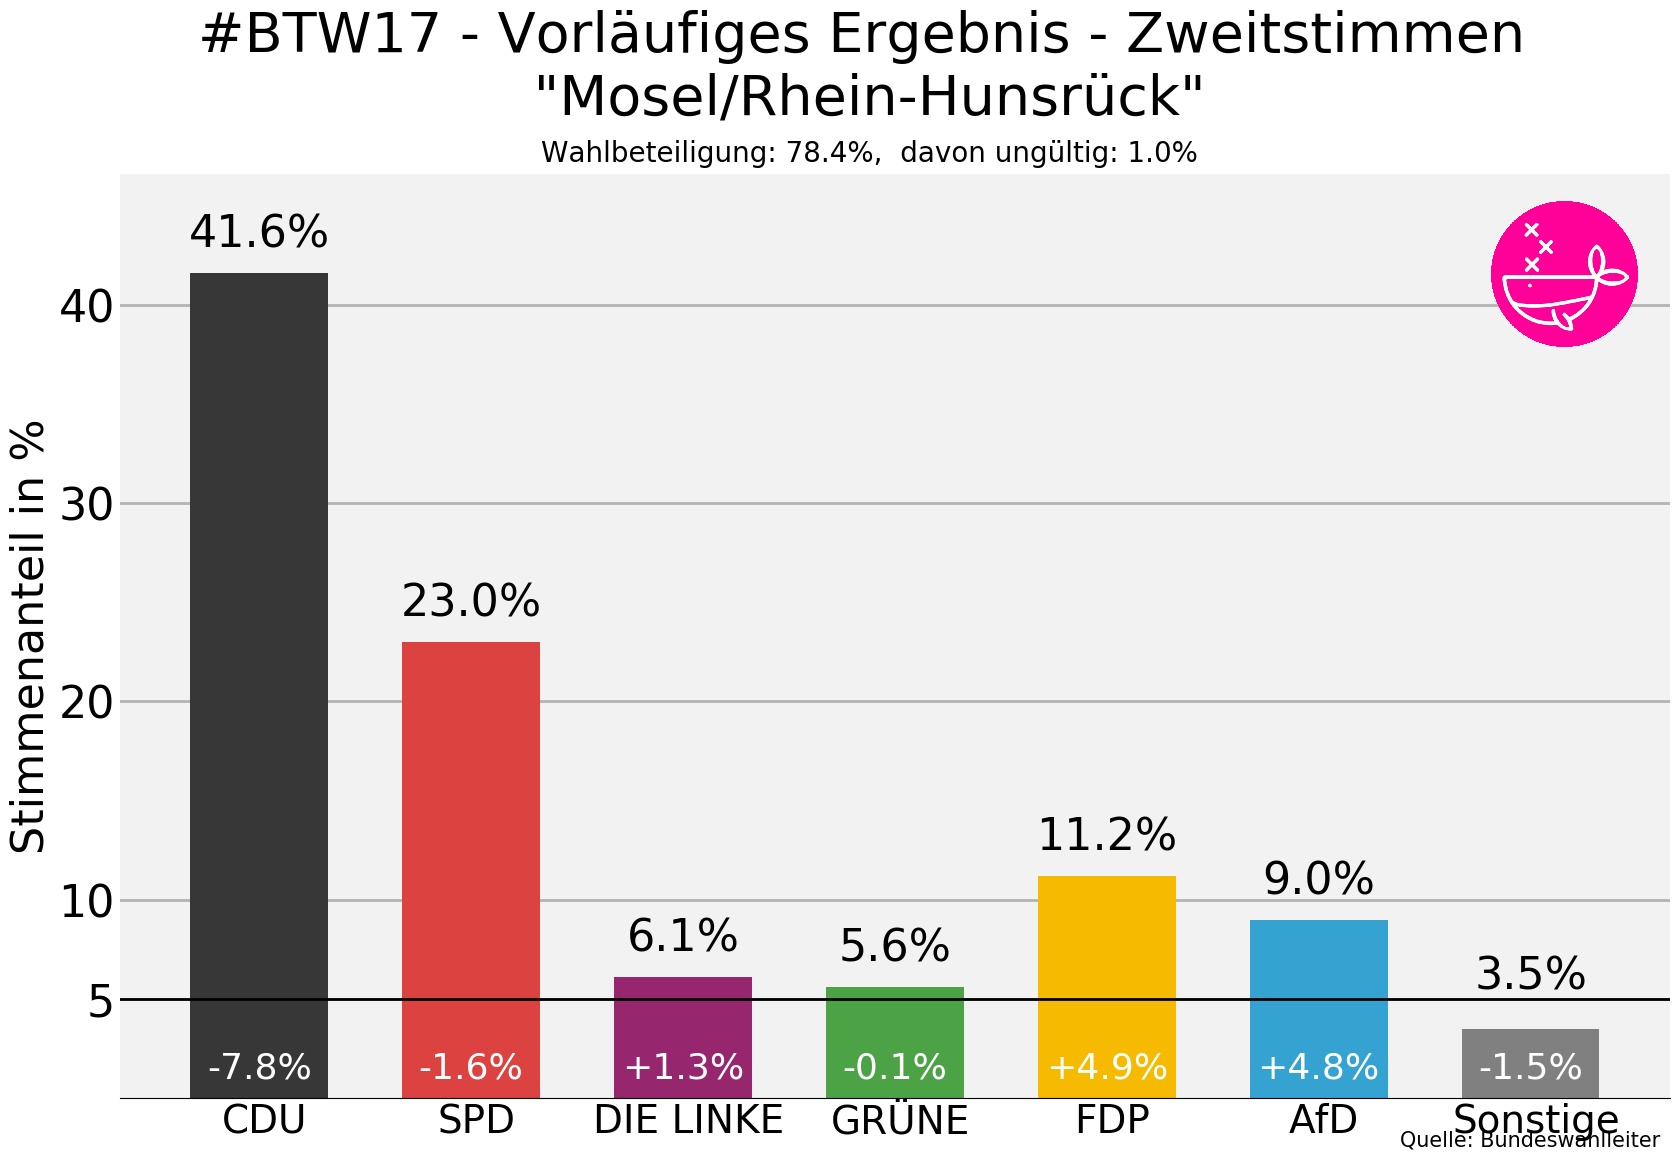 #BTW17 - Vorläufiges Ergebnis - Zweitstimmen
"Mosel/Rhein-Hunsrück"
Wahlbeteiligung: 78.4%,  davon ungültig: 1.0%
Stimmenanteil in %
40
30
20
10
5
41.6%
23.0%
6.1%
5.6%
11.2%
9.0%
3.5%
-7.8%
-1.6%
+1.3%
-0.1%
+4.9%
+4.8%
-1.5%
CDU
SPD
DIE LINKE
GRÜNE
FDP
AfD
Sonstige
Quelle: Bundeswahlleiter